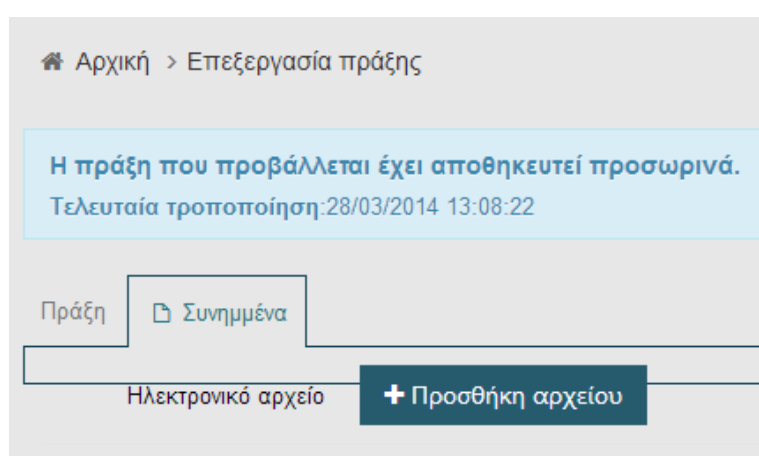 Αρχική > Επεξεργασία πράξης
Η πράξη που προβάλλεται έχει αποθηκευτεί προσωρινά.
Τελευταία τροποποίηση:28/03/2014 13:08:22
Πράξη Συνημμένα
Ηλεκτρονικό αρχείο + Προσθήκη αρχείου